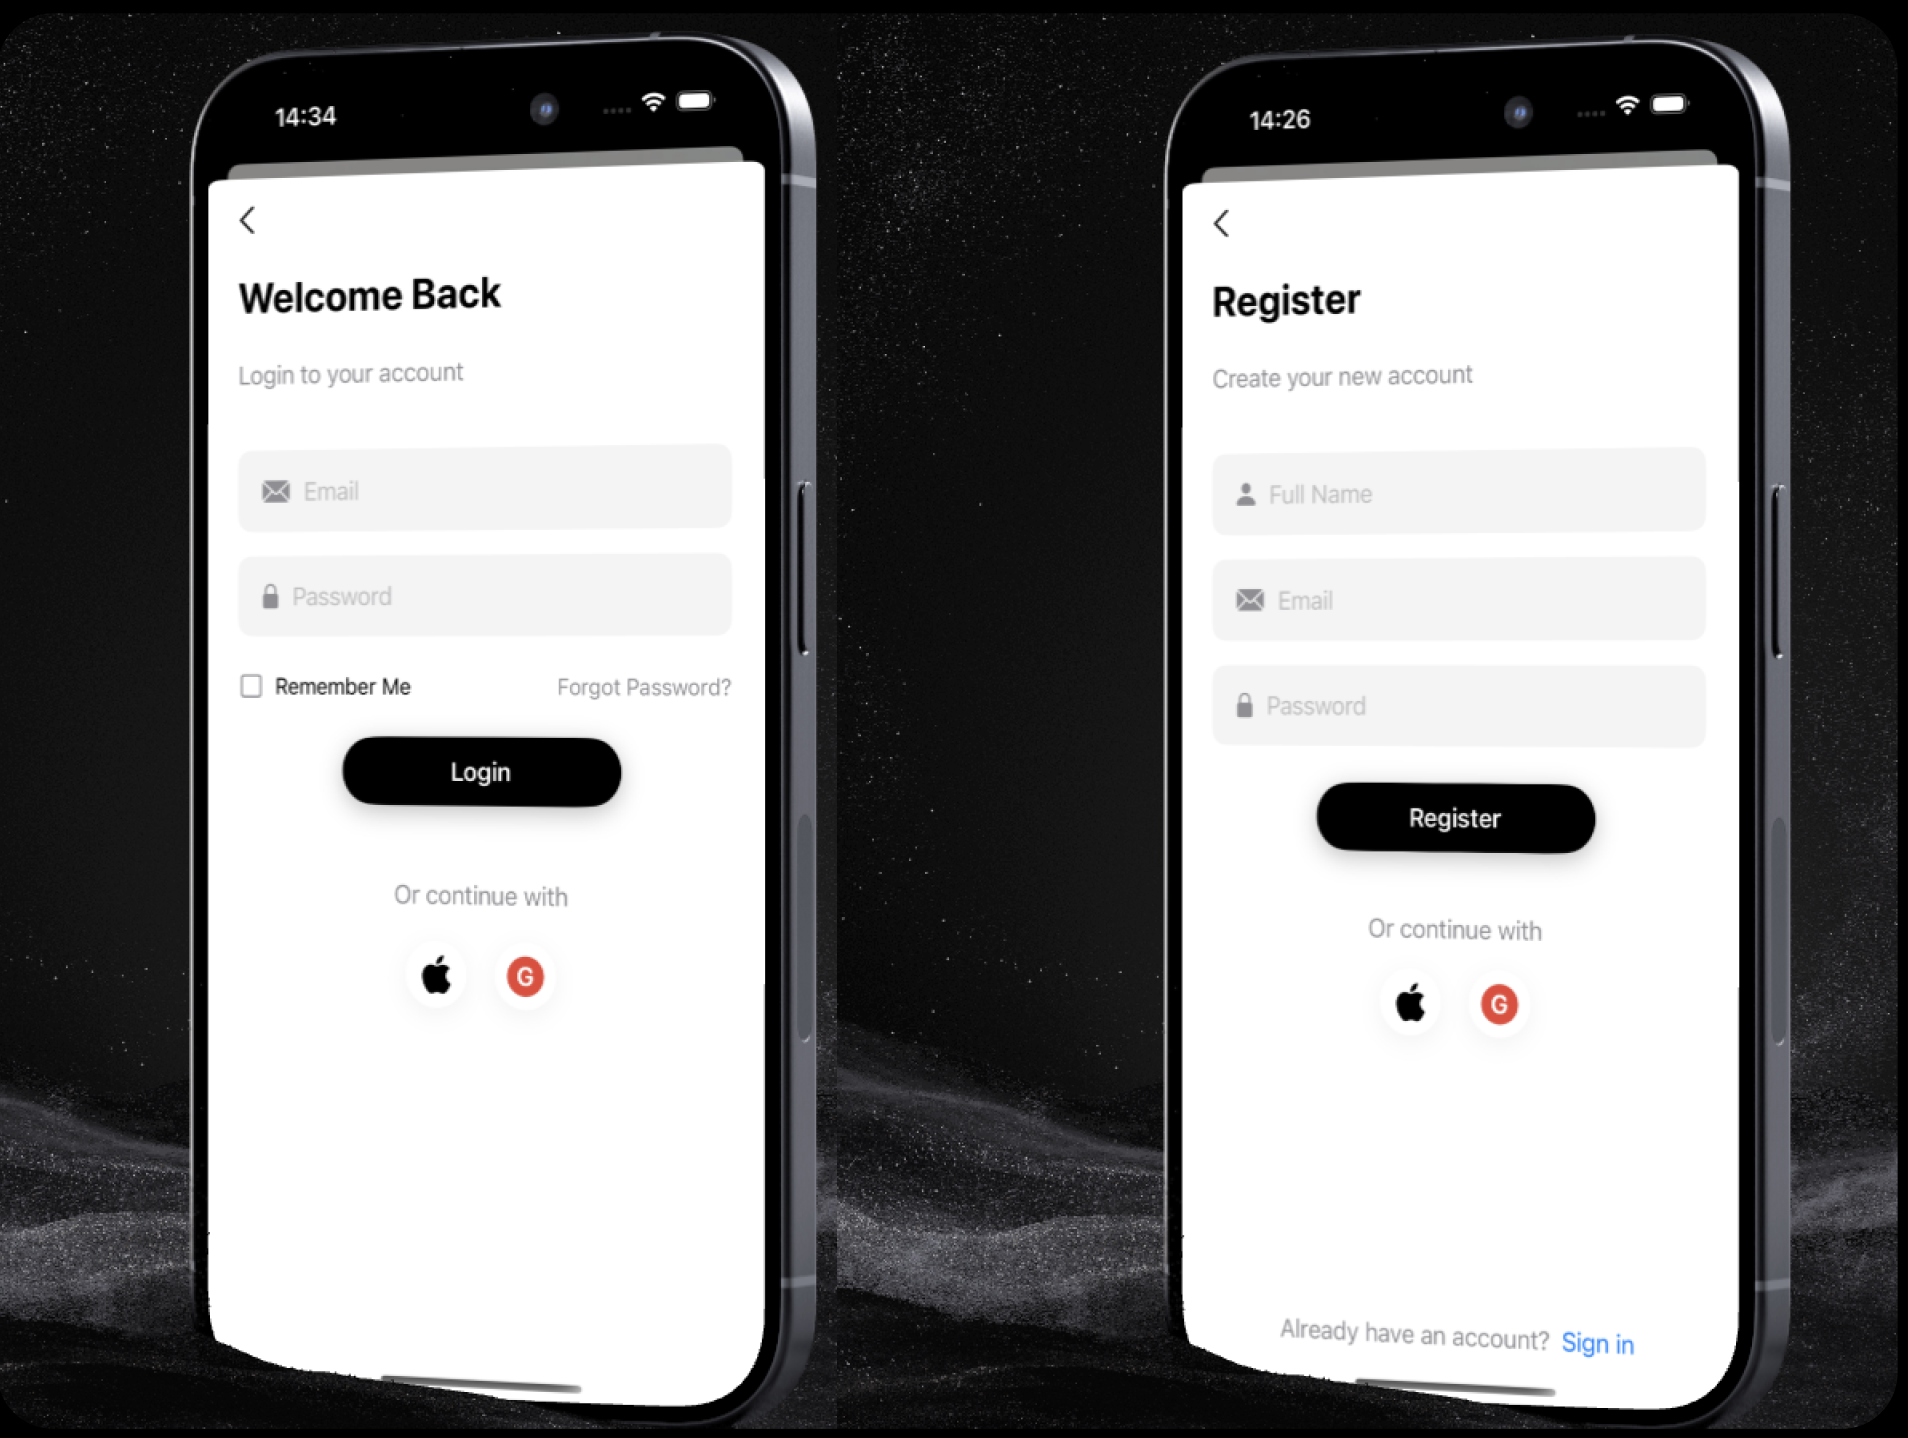 14:34
Welcome Back
Login to your account
Email
Password
Remember Me
Forgot Password?
Login
Or continue with
G
14:26
Register
Create your new account
Full Name
Email
Password
Register
Or continue with
G
Already have an account? Sign in